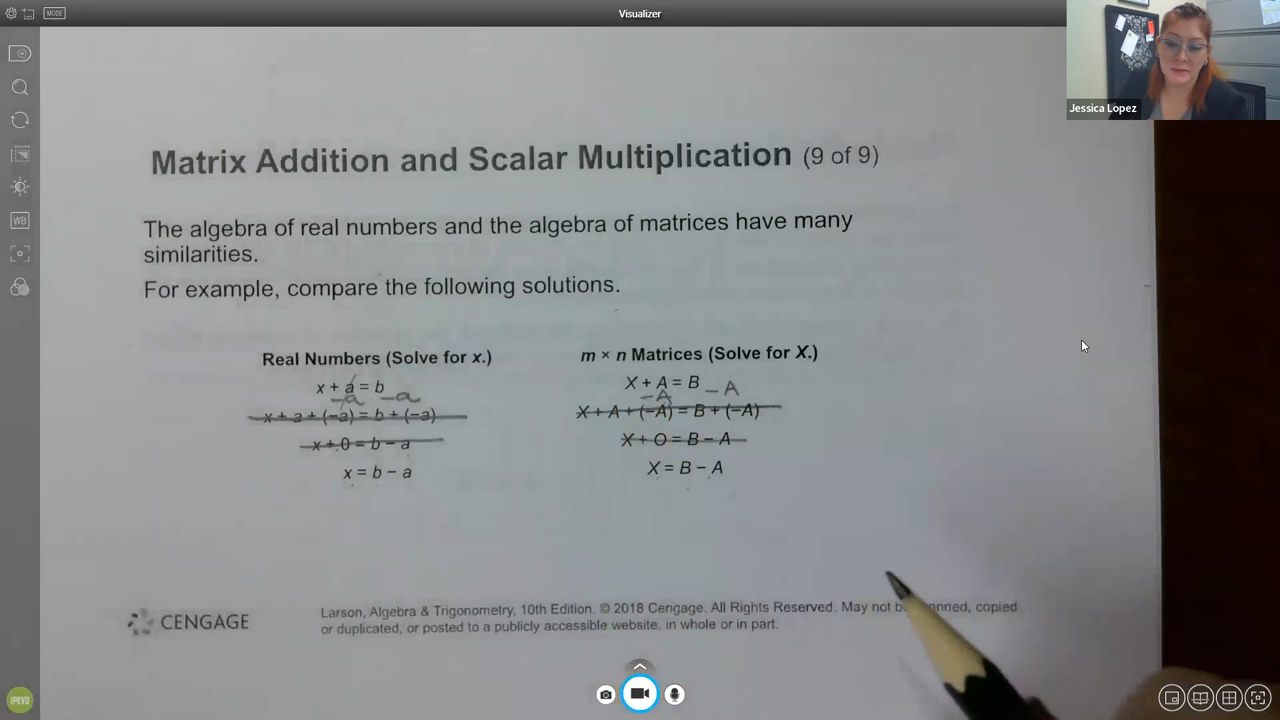 MODE
Visualizer
WB
Jessica Lopez
Matrix Addition and Scalar Multiplication (9 of 9)
The algebra of real numbers and the algebra of matrices have many
similarities.
For example, compare the following solutions.
Real Numbers (Solve for x.)
x + a = b
-a -a
x + a + (-a) = b + (-a)
x + 0 = b - a
x = b - a
m × n Matrices (Solve for X.)
X + A = B - A
-A
X + A + (-A) = B + (-A)
X + O = B - A
X = B - A
CENGAGE
Larson, Algebra & Trigonometry, 10th Edition. © 2018 Cengage. All Rights Reserved. May not copied
or duplicated, or posted to a publicly accessible website, in whole or in part.
IPEVO